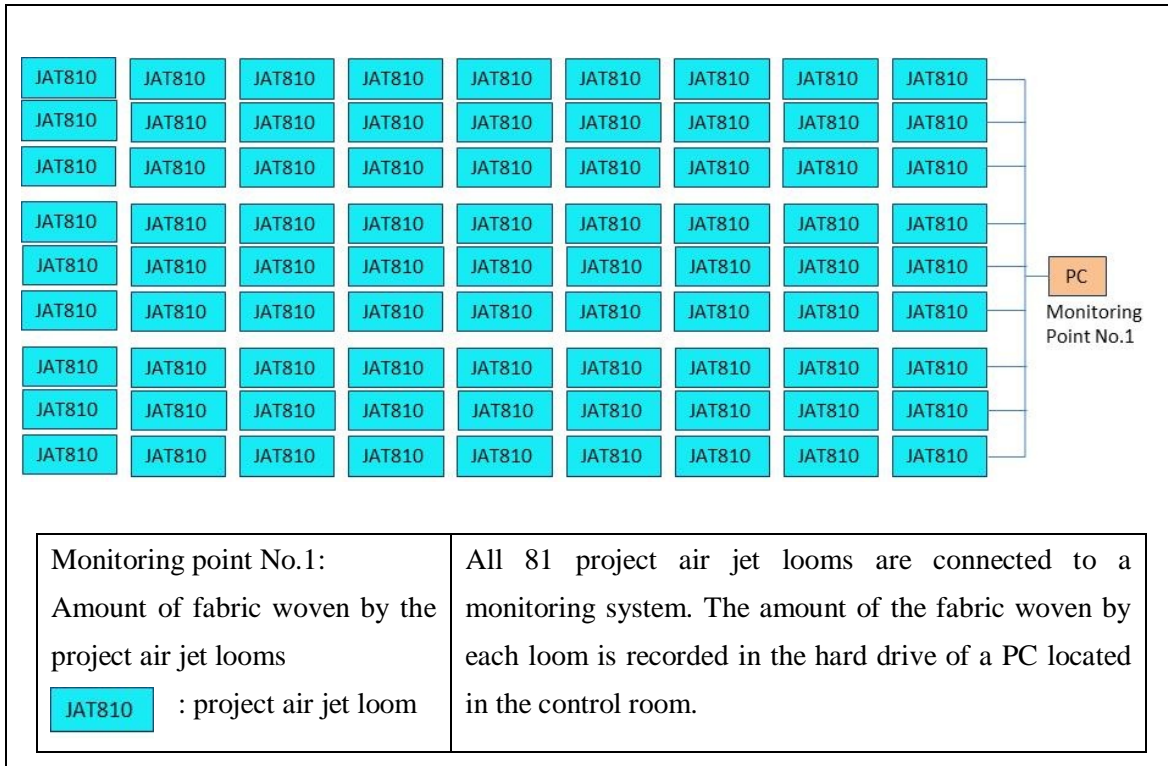 JAT810 JAT810 JAT810 JAT810 JAT810 JAT810 JAT810 JAT810 JAT810
JAT810 JAT810 JAT810 JAT810 JAT810 JAT810 JAT810 JAT810 JAT810
JAT810 JAT810 JAT810 JAT810 JAT810 JAT810 JAT810 JAT810 JAT810
JAT810 JAT810 JAT810 JAT810 JAT810 JAT810 JAT810 JAT810 JAT810
JAT810 JAT810 JAT810 JAT810 JAT810 JAT810 JAT810 JAT810 JAT810
JAT810 JAT810 JAT810 JAT810 JAT810 JAT810 JAT810 JAT810 JAT810
JAT810 JAT810 JAT810 JAT810 JAT810 JAT810 JAT810 JAT810 JAT810
JAT810 JAT810 JAT810 JAT810 JAT810 JAT810 JAT810 JAT810 JAT810
JAT810 JAT810 JAT810 JAT810 JAT810 JAT810 JAT810 JAT810 JAT810
PC
Monitoring
Point No.1
Monitoring point No.1:
Amount of fabric woven by the
project air jet looms
JAT810 : project air jet loom
All 81 project air jet looms are connected to a
monitoring system. The amount of the fabric woven by
each loom is recorded in the hard drive of a PC located
in the control room.